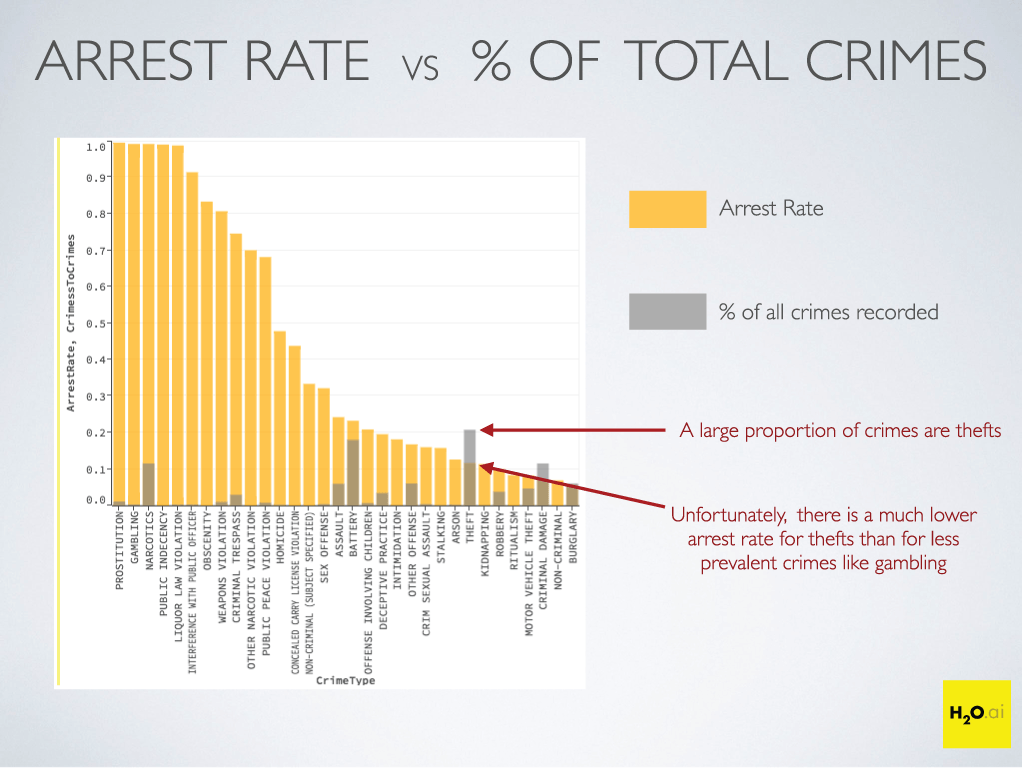 ARREST RATE vs % OF TOTAL CRIMES
1.0
0.9
0.8
0.7
0.6
0.5
0.4
0.3
0.2
0.1
0.0
ArrestRate, CrimessToCrimes
PROSTITUTION
GAMBLING
NARCOTICS
PUBLIC INDECENCY
LIQUOR LAW VIOLATION
INTERFERENCE WITH PUBLIC OFFICER
OBSCENITY
WEAPONS VIOLATION
CRIMINAL TRESPASS
OTHER NARCOTIC VIOLATION
PUBLIC PEACE VIOLATION
HOMICIDE
CONCEALED CARRY LICENSE VIOLATION
NON-CRIMINAL (SUBJECT SPECIFIED)
SEX OFFENSE
ASSAULT
BATTERY
OFFENSE INVOLVING CHILDREN
DECEPTIVE PRACTICE
INTIMIDATION
OTHER OFFENSE
CRIM SEXUAL ASSAULT
STALKING
ARSON
THEFT
KIDNAPPING
ROBBERY
RITUALISM
MOTOR VEHICLE THEFT
CRIMINAL DAMAGE
NON-CRIMINAL
BURGLARY
CrimeType
Arrest Rate
% of all crimes recorded
A large proportion of crimes are thefts
Unfortunately, there is a much lower
arrest rate for thefts than for less
prevalent crimes like gambling
H2O.ai